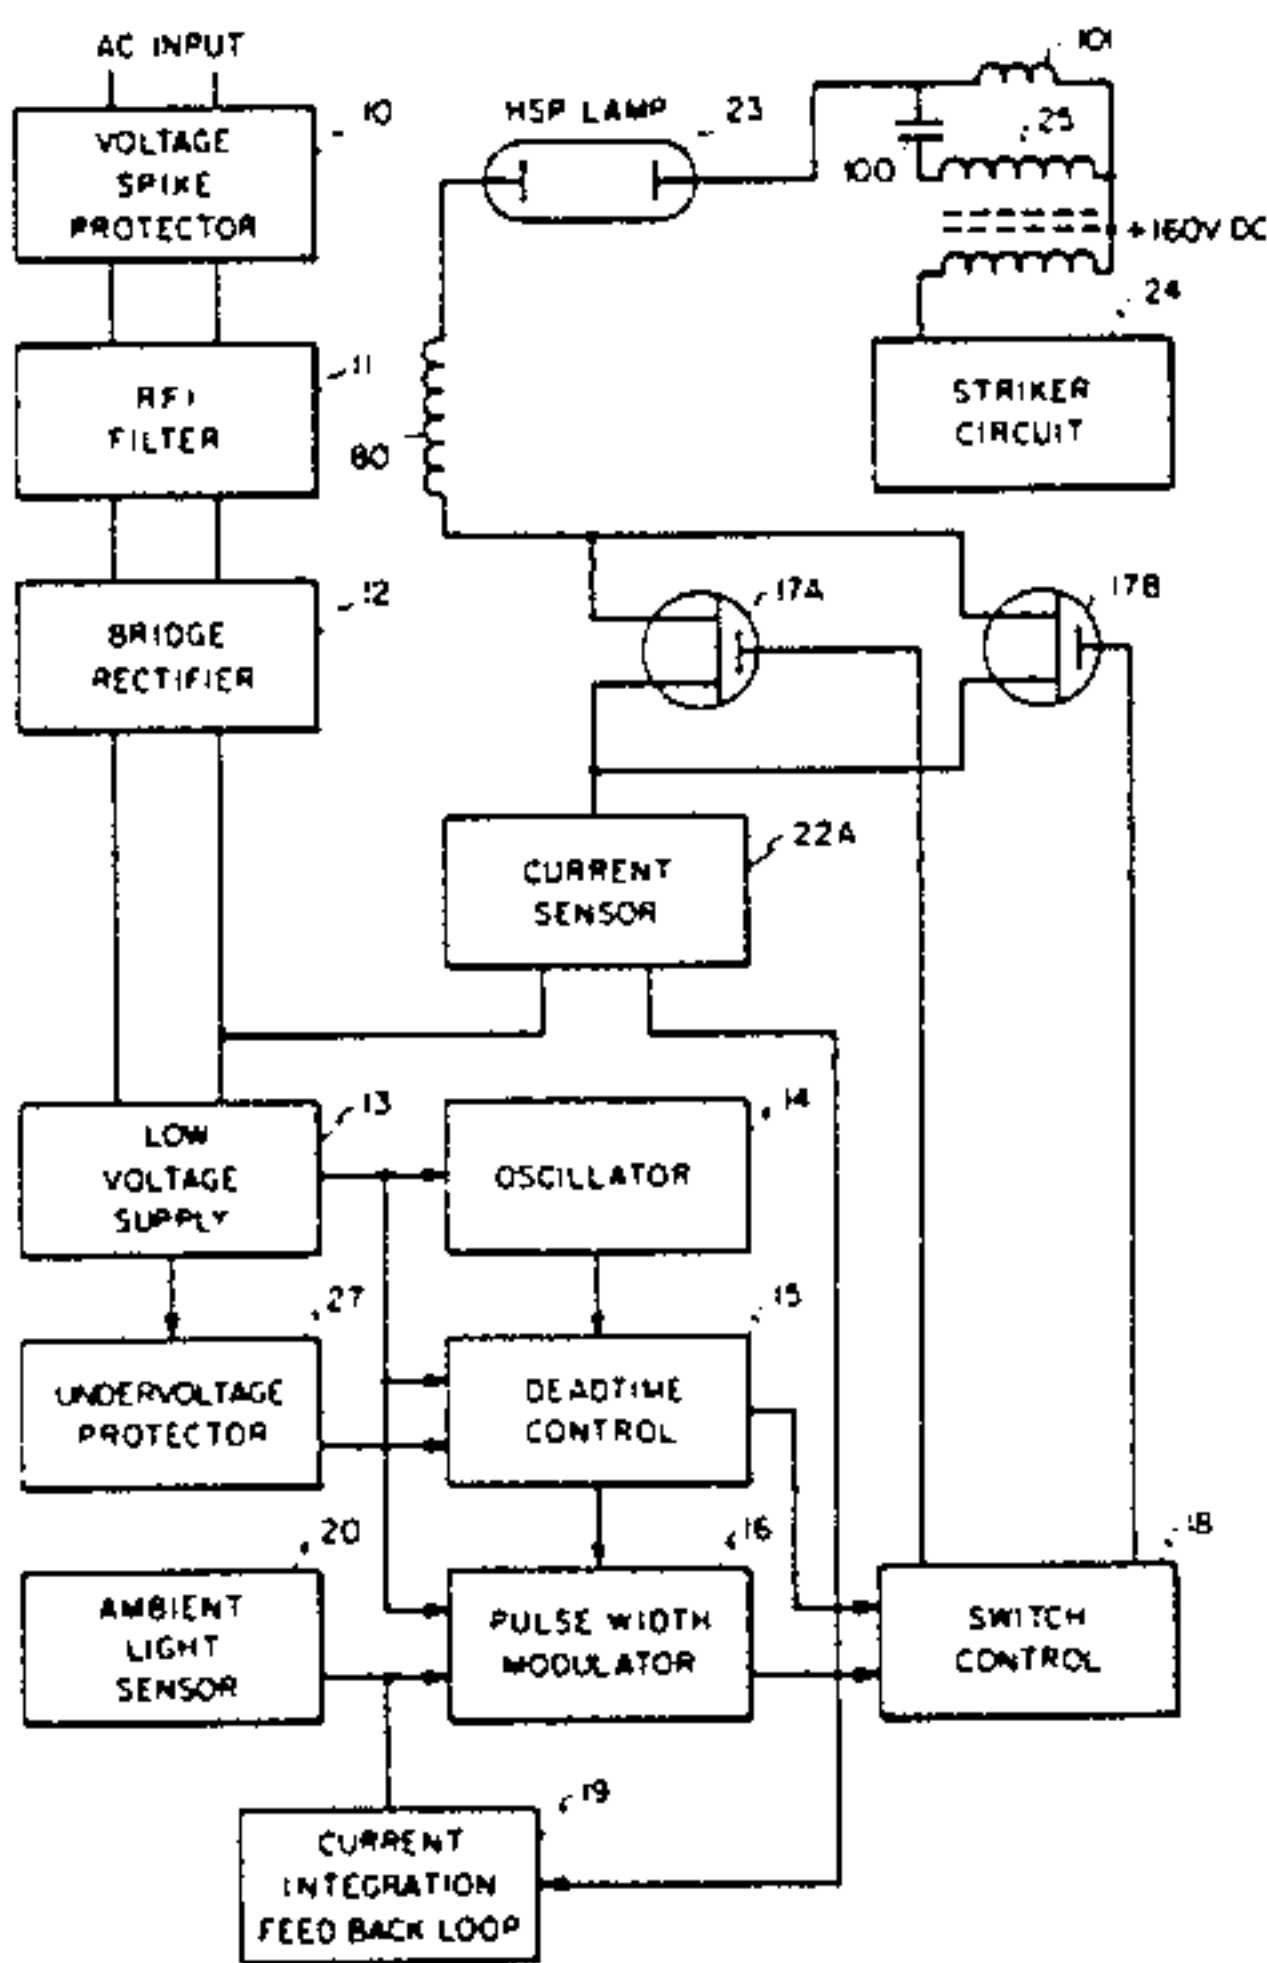 AC INPUT
VOLTAGE
SPIKE
PROTECTOR
10
RFI
FILTER
11
BRIDGE
RECTIFIER
12
HSP LAMP
23
101
25
100
+160V DC
24
STRIKER
CIRCUIT
80
17A
17B
CURRENT
SENSOR
22A
LOW
VOLTAGE
SUPPLY
13
OSCILLATOR
14
UNDERVOLTAGE
PROTECTOR
27
DEADTIME
CONTROL
15
AMBIENT
LIGHT
SENSOR
20
PULSE WIDTH
MODULATOR
16
SWITCH
CONTROL
18
CURRENT
INTEGRATION
FEED BACK LOOP
19